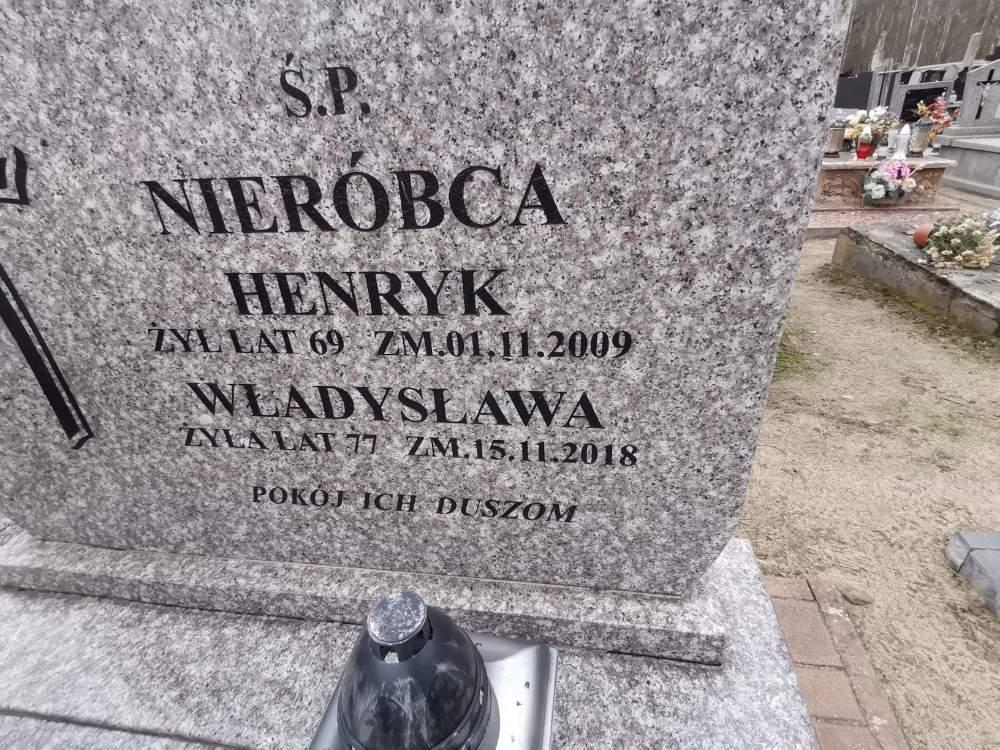 Ś.P.
NIERÓBCA
HENRYK
ŻYŁ LAT 69 ZM.01.11.2009
WŁADYSŁAWA
ŻYŁA LAT 77 ZM.15.11.2018
POKÓJ ICH DUSZOM